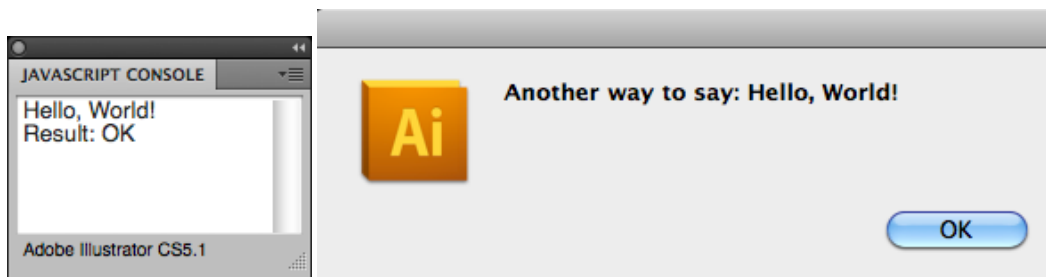 JAVASCRIPT CONSOLE
Hello, World!
Result: OK
Adobe Illustrator CS5.1
Ai
Another way to say: Hello, World!
OK